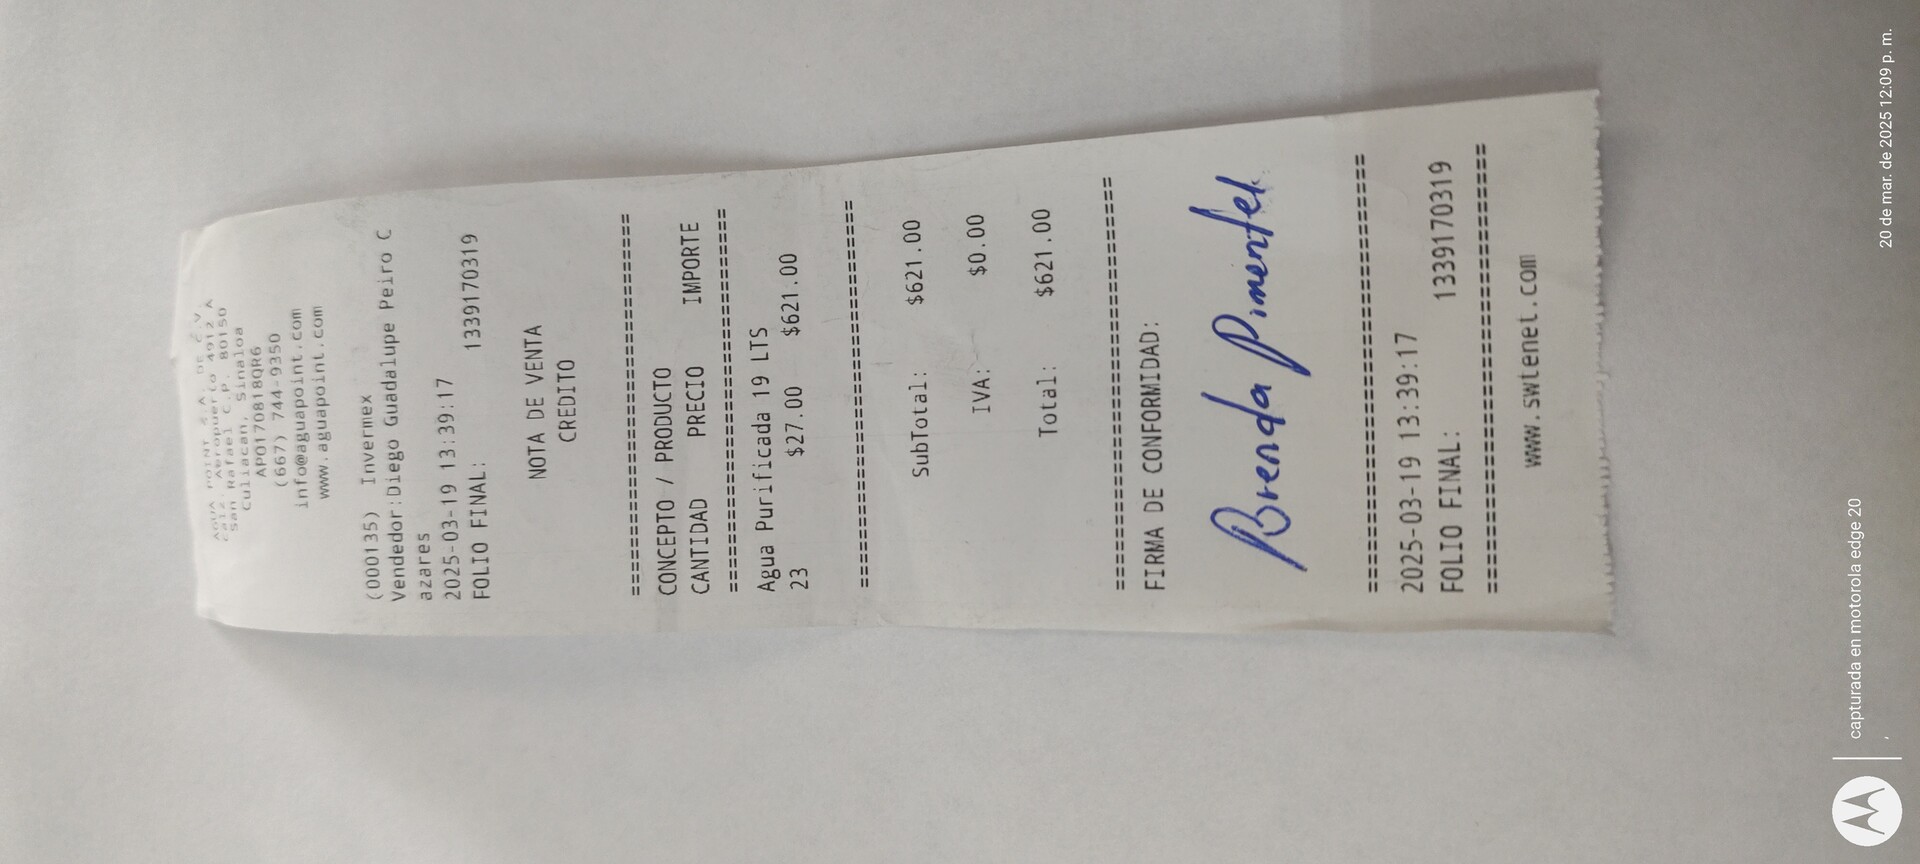 AGUA POINT S.A. DE C.V.
Calz. Aeropuerto 4912 A
San Rafael C.P. 80150
Culiacan, Sinaloa
APO170818QR6
(667) 744-9350
info@aguapoint.com
www.aguapoint.com
(000135) Invermex
Vendedor:Diego Guadalupe Peiro C
azares
2025-03-19 13:39:17
FOLIO FINAL: 1339170319
NOTA DE VENTA
CREDITO
================================
CONCEPTO / PRODUCTO
CANTIDAD PRECIO IMPORTE
================================
Agua Purificada 19 LTS
23 $27.00 $621.00
================================
SubTotal: $621.00
IVA: $0.00
Total: $621.00
================================
FIRMA DE CONFORMIDAD:
Brenda Pimentel
================================
2025-03-19 13:39:17
FOLIO FINAL: 1339170319
================================
www.swtenet.com
capturada en motorola edge 20
20 de mar. de 2025 12:09 p. m.